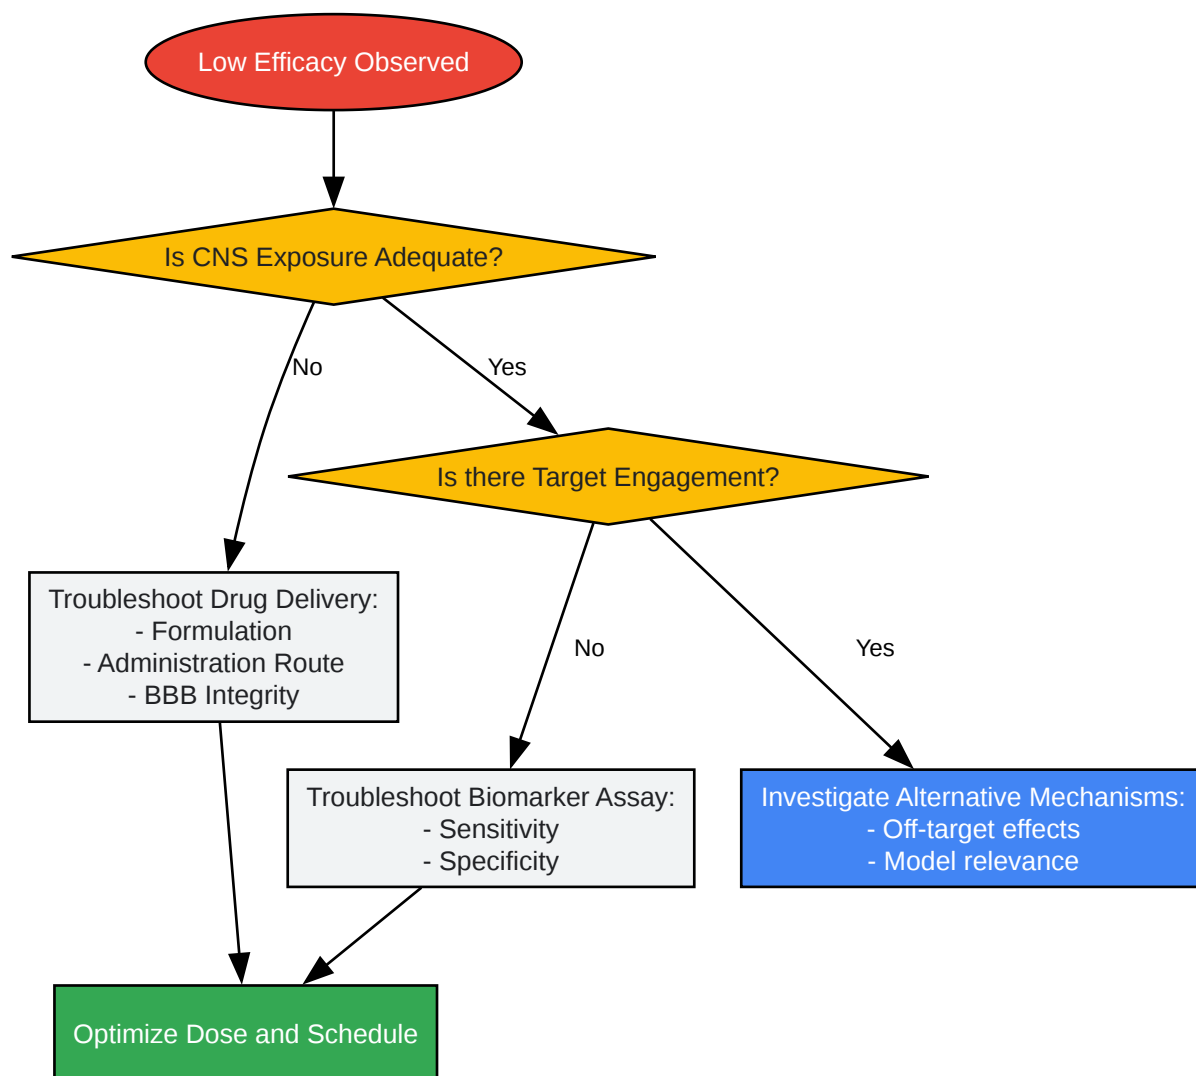 Low Efficacy Observed
Is CNS Exposure Adequate?
No
Yes
Is there Target Engagement?
Troubleshoot Drug Delivery:
- Formulation
- Administration Route
- BBB Integrity
No
Yes
Troubleshoot Biomarker Assay:
- Sensitivity
- Specificity
Investigate Alternative Mechanisms:
- Off-target effects
- Model relevance
Optimize Dose and Schedule